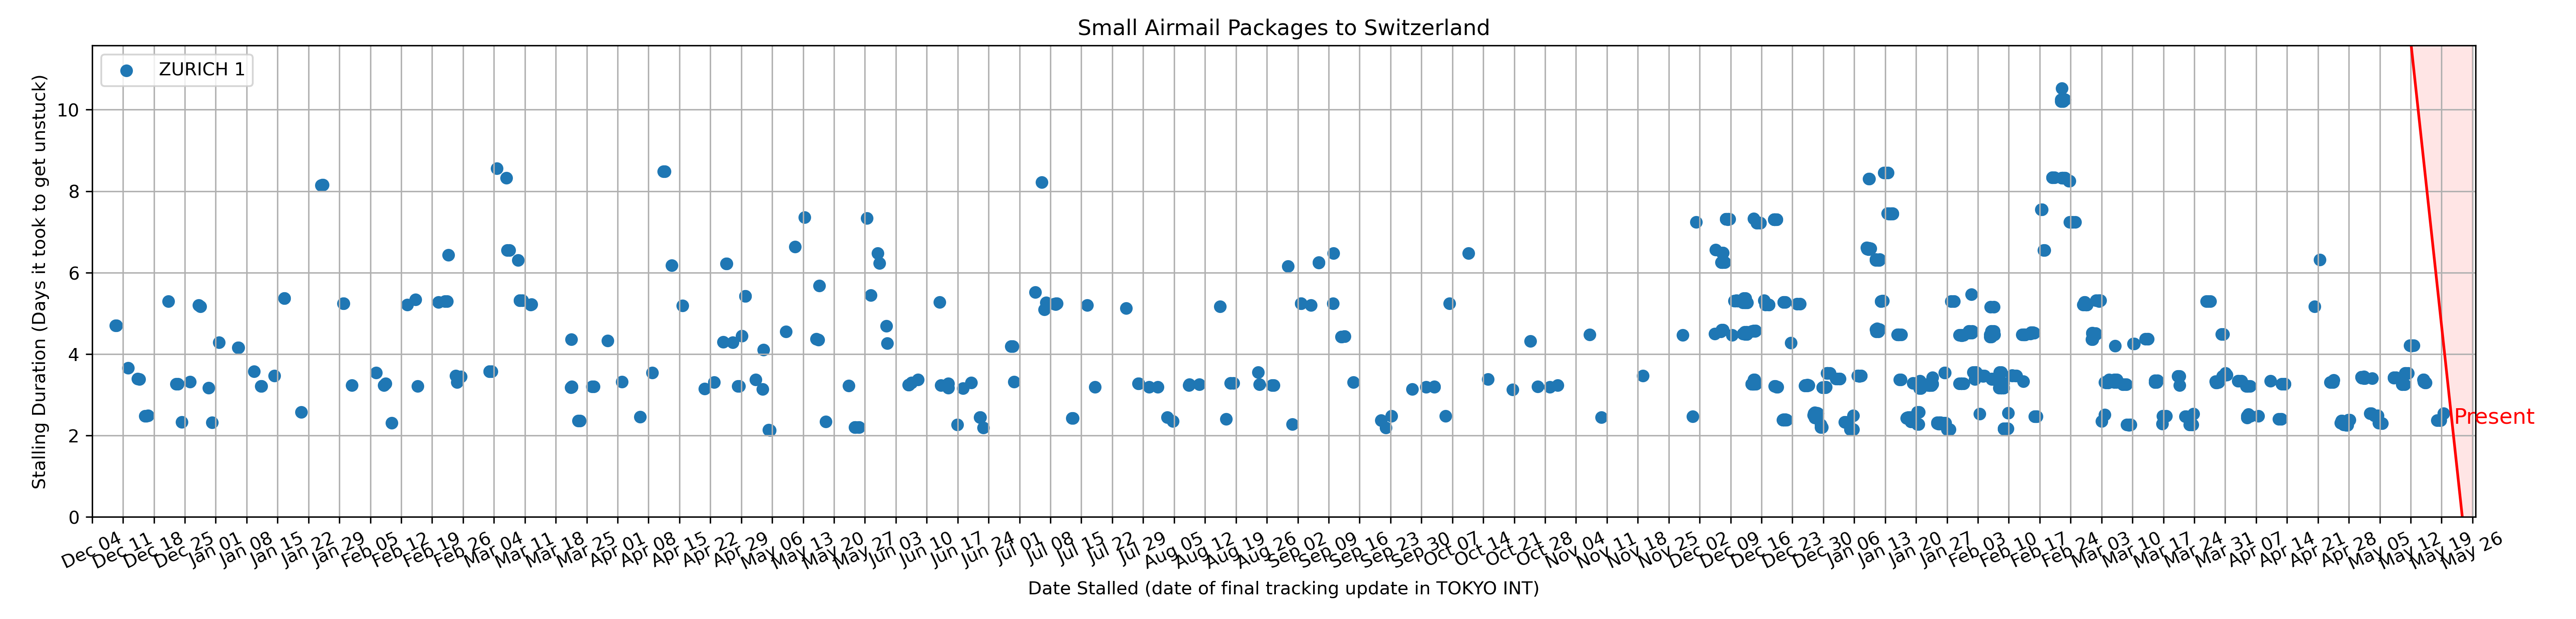 Small Airmail Packages to Switzerland
ZURICH 1
Stalling Duration (Days it took to get unstuck)
10
8
6
4
2
0
Present
Dec 04
Dec 11
Dec 18
Dec 25
Jan 01
Jan 08
Jan 15
Jan 22
Jan 29
Feb 05
Feb 12
Feb 19
Feb 26
Mar 04
Mar 11
Mar 18
Mar 25
Apr 01
Apr 08
Apr 15
Apr 22
Apr 29
May 06
May 13
May 20
May 27
Jun 03
Jun 10
Jun 17
Jun 24
Jul 01
Jul 08
Jul 15
Jul 22
Jul 29
Aug 05
Aug 12
Aug 19
Aug 26
Sep 02
Sep 09
Sep 16
Sep 23
Sep 30
Oct 07
Oct 14
Oct 21
Oct 28
Nov 04
Nov 11
Nov 18
Nov 25
Dec 02
Dec 09
Dec 16
Dec 23
Dec 30
Jan 06
Jan 13
Jan 20
Jan 27
Feb 03
Feb 10
Feb 17
Feb 24
Mar 03
Mar 10
Mar 17
Mar 24
Mar 31
Apr 07
Apr 14
Apr 21
Apr 28
May 05
May 12
May 19
May 26
Date Stalled (date of final tracking update in TOKYO INT)